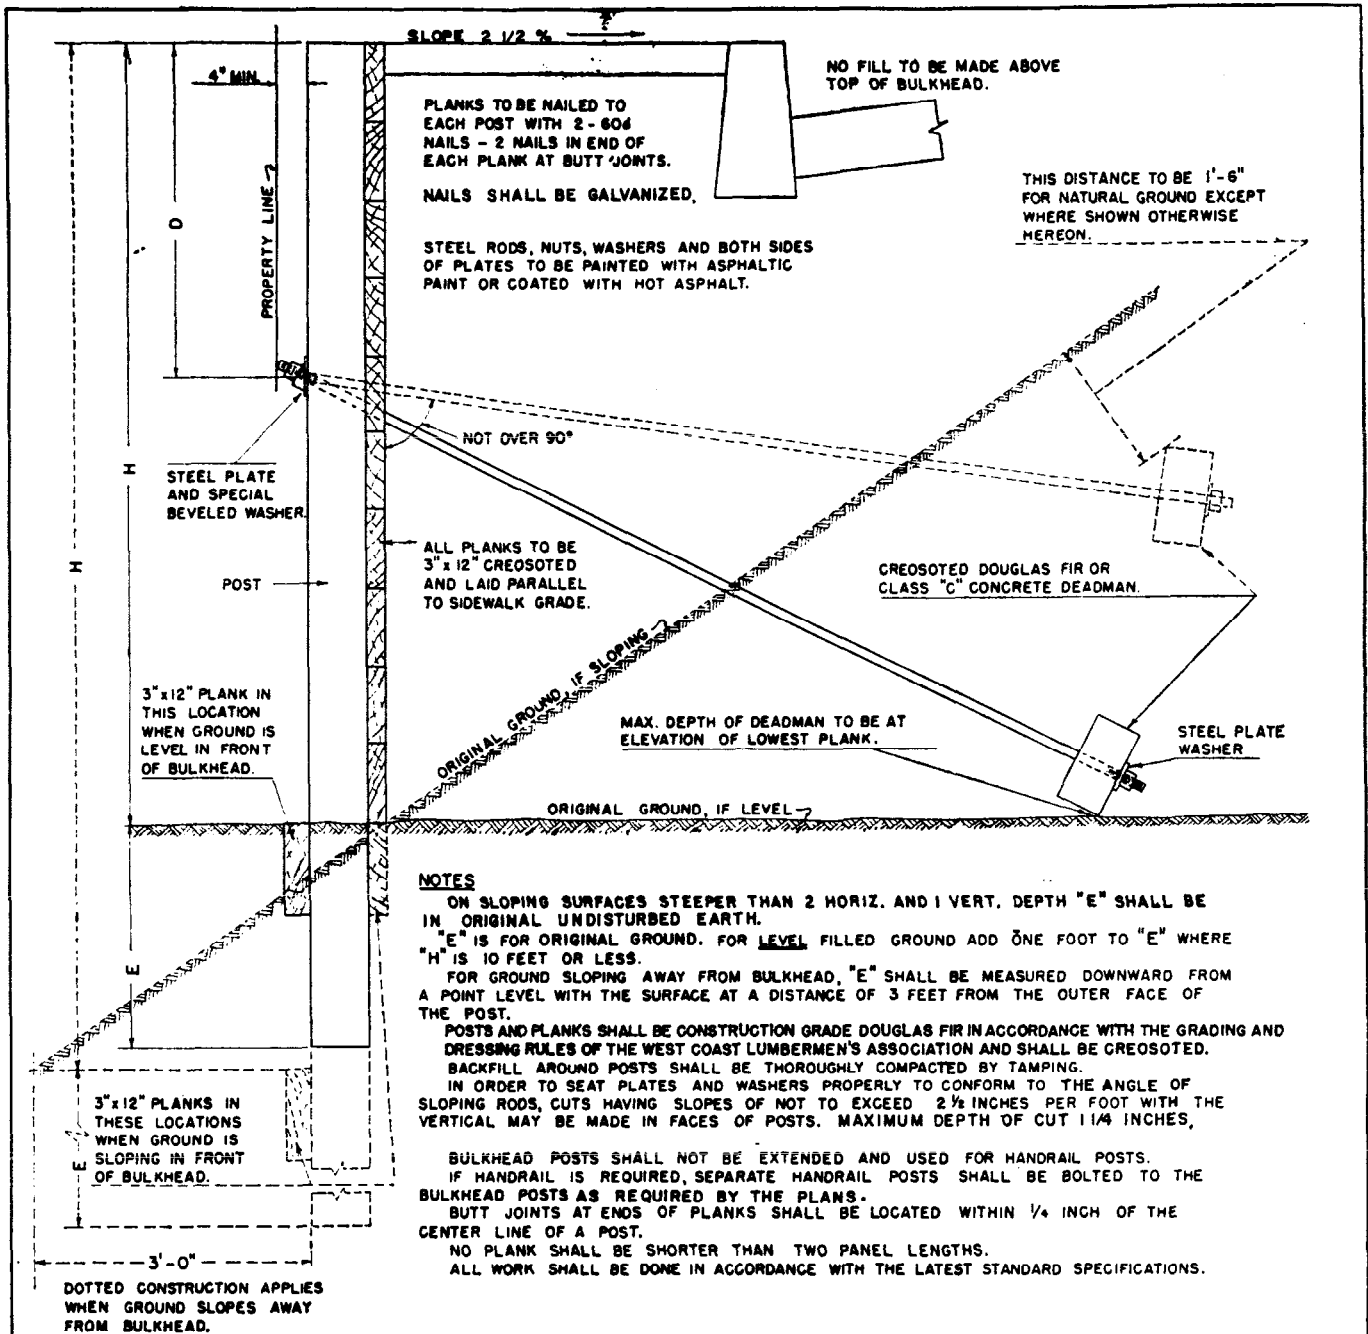 SLOPE 2 1/2 %
4" MIN.
NO FILL TO BE MADE ABOVE
TOP OF BULKHEAD.
PLANKS TO BE NAILED TO
EACH POST WITH 2 - 60d
NAILS - 2 NAILS IN END OF
EACH PLANK AT BUTT JOINTS.
NAILS SHALL BE GALVANIZED.
THIS DISTANCE TO BE 1'-6"
FOR NATURAL GROUND EXCEPT
WHERE SHOWN OTHERWISE
HEREON.
D
PROPERTY LINE
STEEL RODS, NUTS, WASHERS AND BOTH SIDES
OF PLATES TO BE PAINTED WITH ASPHALTIC
PAINT OR COATED WITH HOT ASPHALT.
NOT OVER 90°
H
STEEL PLATE
AND SPECIAL
BEVELED WASHER.
H
POST
ALL PLANKS TO BE
3"x12" CREOSOTED
AND LAID PARALLEL
TO SIDEWALK GRADE.
CREOSOTED DOUGLAS FIR OR
CLASS "C" CONCRETE DEADMAN.
ORIGINAL GROUND, IF SLOPING
3"x12" PLANK IN
THIS LOCATION
WHEN GROUND IS
LEVEL IN FRONT
OF BULKHEAD.
MAX. DEPTH OF DEADMAN TO BE AT
ELEVATION OF LOWEST PLANK.
STEEL PLATE
WASHER
ORIGINAL GROUND, IF LEVEL
NOTES
ON SLOPING SURFACES STEEPER THAN 2 HORIZ. AND 1 VERT. DEPTH "E" SHALL BE
IN ORIGINAL UNDISTURBED EARTH.
"E" IS FOR ORIGINAL GROUND. FOR LEVEL FILLED GROUND ADD ONE FOOT TO "E" WHERE
"H" IS 10 FEET OR LESS.
FOR GROUND SLOPING AWAY FROM BULKHEAD, "E" SHALL BE MEASURED DOWNWARD FROM
A POINT LEVEL WITH THE SURFACE AT A DISTANCE OF 3 FEET FROM THE OUTER FACE OF
THE POST.
POSTS AND PLANKS SHALL BE CONSTRUCTION GRADE DOUGLAS FIR IN ACCORDANCE WITH THE GRADING AND
DRESSING RULES OF THE WEST COAST LUMBERMEN'S ASSOCIATION AND SHALL BE CREOSOTED.
BACKFILL AROUND POSTS SHALL BE THOROUGHLY COMPACTED BY TAMPING.
IN ORDER TO SEAT PLATES AND WASHERS PROPERLY TO CONFORM TO THE ANGLE OF
SLOPING RODS, CUTS HAVING SLOPES OF NOT TO EXCEED 2 1/2 INCHES PER FOOT WITH THE
VERTICAL MAY BE MADE IN FACES OF POSTS. MAXIMUM DEPTH OF CUT 1 1/4 INCHES.
BULKHEAD POSTS SHALL NOT BE EXTENDED AND USED FOR HANDRAIL POSTS.
IF HANDRAIL IS REQUIRED, SEPARATE HANDRAIL POSTS SHALL BE BOLTED TO THE
BULKHEAD POSTS AS REQUIRED BY THE PLANS.
BUTT JOINTS AT ENDS OF PLANKS SHALL BE LOCATED WITHIN 1/4 INCH OF THE
CENTER LINE OF A POST.
NO PLANK SHALL BE SHORTER THAN TWO PANEL LENGTHS.
ALL WORK SHALL BE DONE IN ACCORDANCE WITH THE LATEST STANDARD SPECIFICATIONS.
E
3"x12" PLANKS IN
THESE LOCATIONS
WHEN GROUND IS
SLOPING IN FRONT
OF BULKHEAD.
E
3'-0"
DOTTED CONSTRUCTION APPLIES
WHEN GROUND SLOPES AWAY
FROM BULKHEAD.